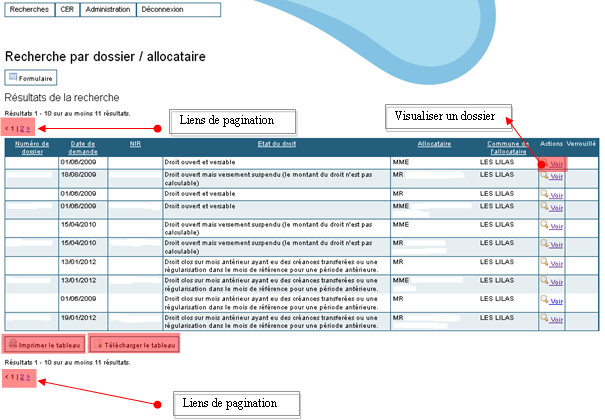 Recherches CER Administration Déconnexion
Recherche par dossier / allocataire
Formulaire
Résultats de la recherche
Résultats 1 - 10 sur au moins 11 résultats.
< 1 | 2 >
Liens de pagination
Visualiser un dossier
Numéro de dossier Date de demande NIR Etat du droit Allocataire Commune de l'allocataire Actions Verrouillé
01/06/2009 Droit ouvert et versable MME LES LILAS Voir
18/08/2009 Droit ouvert mais versement suspendu (le montant du droit n'est pas MR LES LILAS Voir
calculable)
01/06/2009 Droit ouvert et versable MR LES LILAS Voir
01/06/2009 Droit ouvert et versable MME LES LILAS Voir
15/04/2010 Droit ouvert mais versement suspendu (le montant du droit n'est pas MME LES LILAS Voir
calculable)
15/04/2010 Droit ouvert mais versement suspendu (le montant du droit n'est pas MR LES LILAS Voir
calculable)
13/01/2012 Droit clos sur mois antérieur ayant eu des créances transferées ou une MR LES LILAS Voir
régularisation dans le mois de référence pour une période antérieure.
13/01/2012 Droit clos sur mois antérieur ayant eu des créances transferées ou une MME LES LILAS Voir
régularisation dans le mois de référence pour une période antérieure.
01/06/2009 Droit clos sur mois antérieur ayant eu des créances transferées ou une MR LES LILAS Voir
régularisation dans le mois de référence pour une période antérieure.
19/01/2012 Droit clos sur mois antérieur ayant eu des créances transferées ou une MR LES LILAS Voir
régularisation dans le mois de référence pour une période antérieure.
Imprimer le tableau Télécharger le tableau
Résultats 1 - 10 sur au moins 11 résultats.
< 1 | 2 >
Liens de pagination